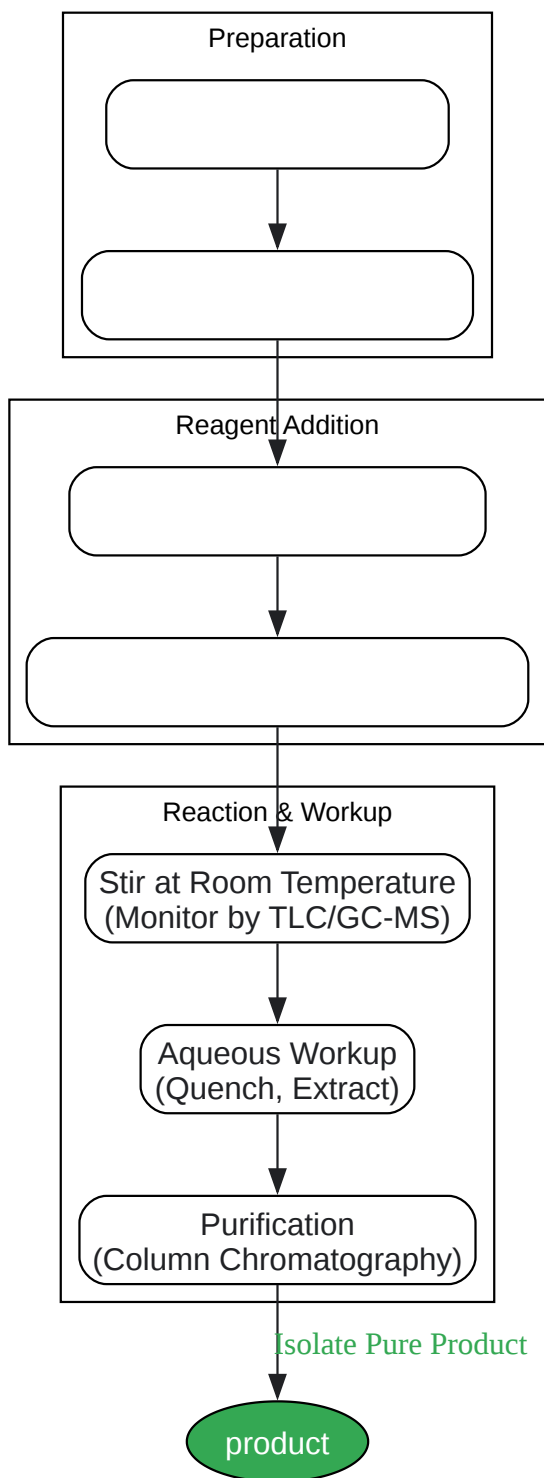 Preparation
Reagent Addition
Reaction & Workup
Stir at Room Temperature
(Monitor by TLC/GC-MS)
Aqueous Workup
(Quench, Extract)
Purification
(Column Chromatography)
Isolate Pure Product
product